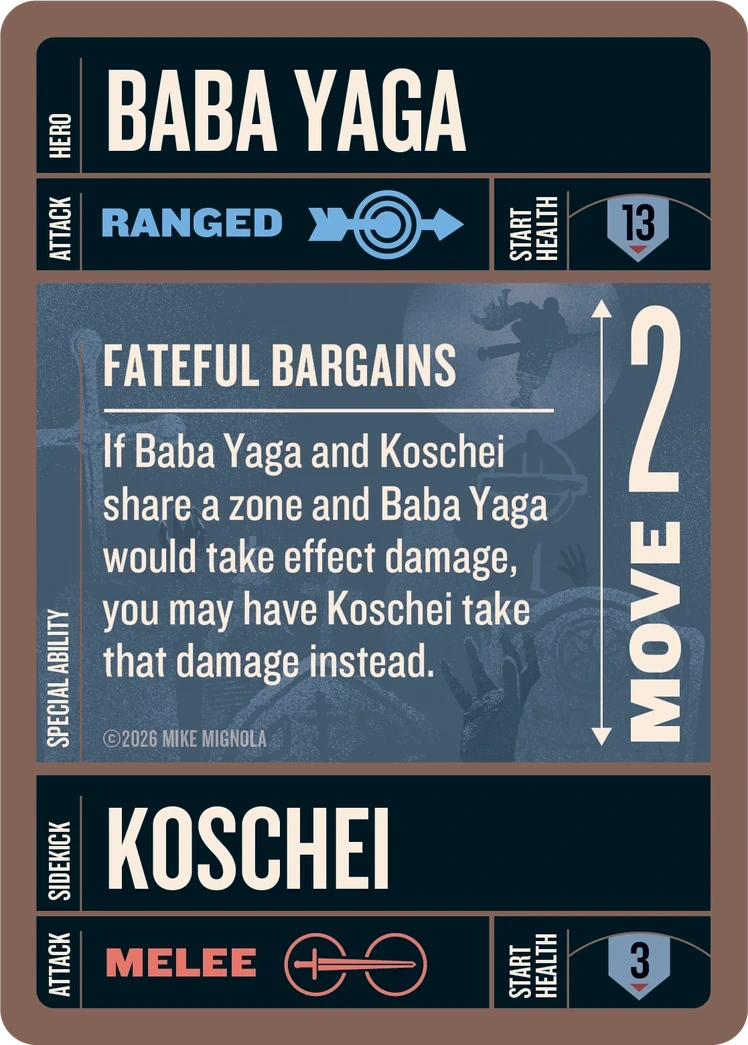 HERO
BABA YAGA
ATTACK
RANGED
START
HEALTH
13
SPECIAL ABILITY
FATEFUL BARGAINS
If Baba Yaga and Koschei
share a zone and Baba Yaga
would take effect damage,
you may have Koschei take
that damage instead.
©2026 MIKE MIGNOLA
MOVE 2
SIDEKICK
KOSCHEI
ATTACK
MELEE
START
HEALTH
3